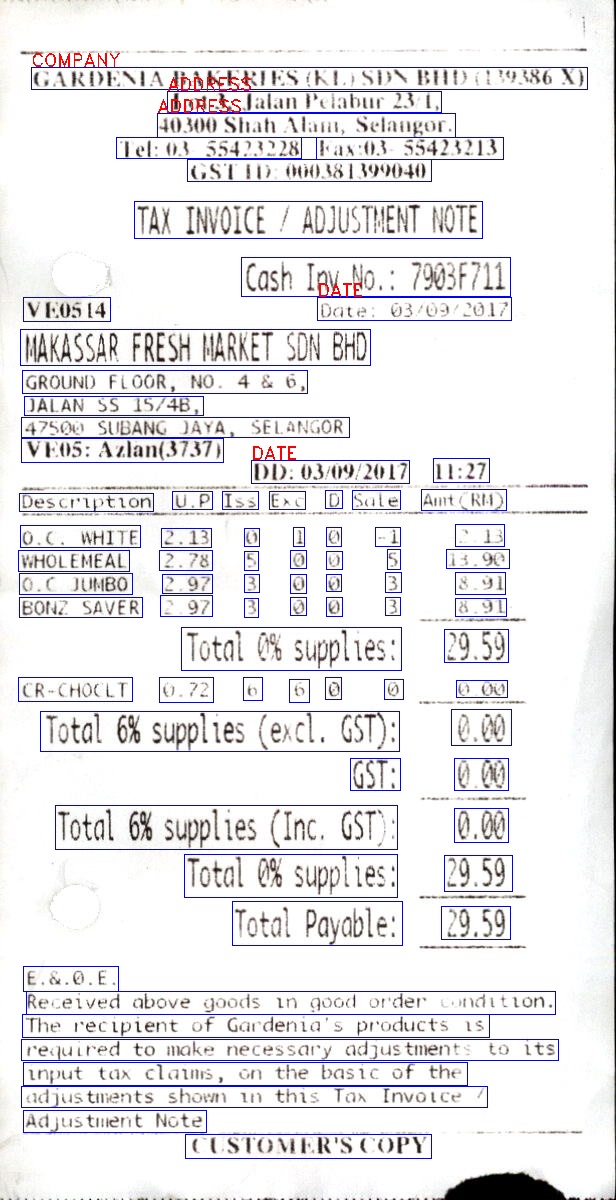 COMPANY
GARDENIA BAKERIES (KL) SDN BHD (139386 X)
ADDRESS
Lot 3, Jalan Pelabur 23/1,
ADDRESS
40300 Shah Alam, Selangor.
Tel: 03- 55423228 Fax:03- 55423213
GST ID: 000381399040
TAX INVOICE / ADJUSTMENT NOTE
Cash Inv.No.: 7903F711
DATE
VE0514 Date: 03/09/2017
MAKASSAR FRESH MARKET SDN BHD
GROUND FLOOR, NO. 4 & 6,
JALAN SS 15/4B,
47500 SUBANG JAYA, SELANGOR
VE05: Azlan(3737)
DATE
DD: 03/09/2017 11:27
Description U.P Iss Exc D Sale Amt(RM)
O.C. WHITE 2.13 0 1 0 -1 2.13
WHOLEMEAL 2.78 5 0 0 5 13.90
O.C JUMBO 2.97 3 0 0 3 8.91
BONZ SAVER 2.97 3 0 0 3 8.91
Total 0% supplies: 29.59
CR-CHOCLT 0.72 6 6 0 0 0.00
Total 6% supplies (excl. GST): 0.00
GST: 0.00
Total 6% supplies (Inc. GST): 0.00
Total 0% supplies: 29.59
Total Payable: 29.59
E.&.O.E.
Received above goods in good order condition.
The recipient of Gardenia's products is
required to make necessary adjustments to its
input tax claims, on the basic of the
adjustments shown in this Tax Invoice /
Adjustment Note
CUSTOMER'S COPY